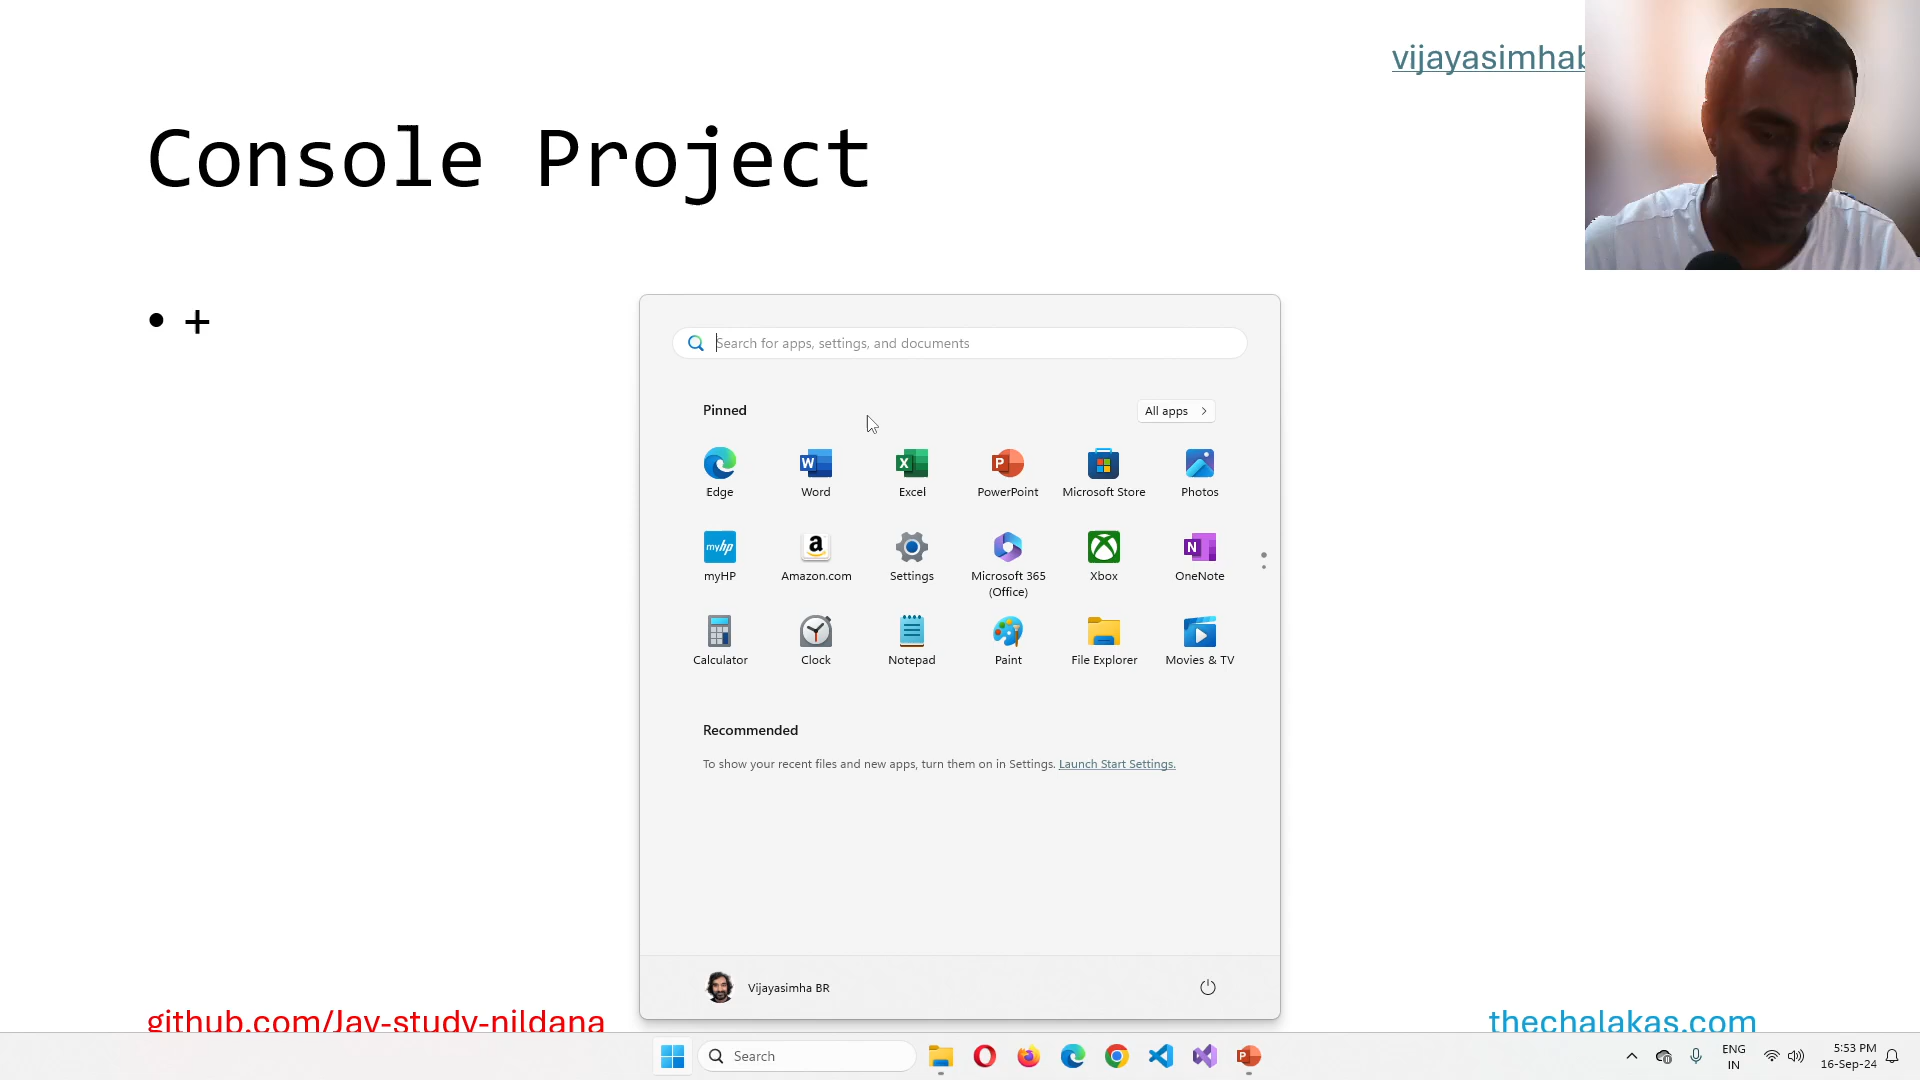 vijayasimhab
Console Project
• +
Search for apps, settings, and documents
Pinned
All apps
Edge
Word
Excel
PowerPoint
Microsoft Store
Photos
myHP
Amazon.com
Settings
Microsoft 365 (Office)
Xbox
OneNote
Calculator
Clock
Notepad
Paint
File Explorer
Movies & TV
Recommended
To show your recent files and new apps, turn them on in Settings. Launch Start Settings.
Vijayasimha BR
github.com/Jay-study-nildana
thechalakas.com
Search
ENG
IN
5:53 PM
16-Sep-24